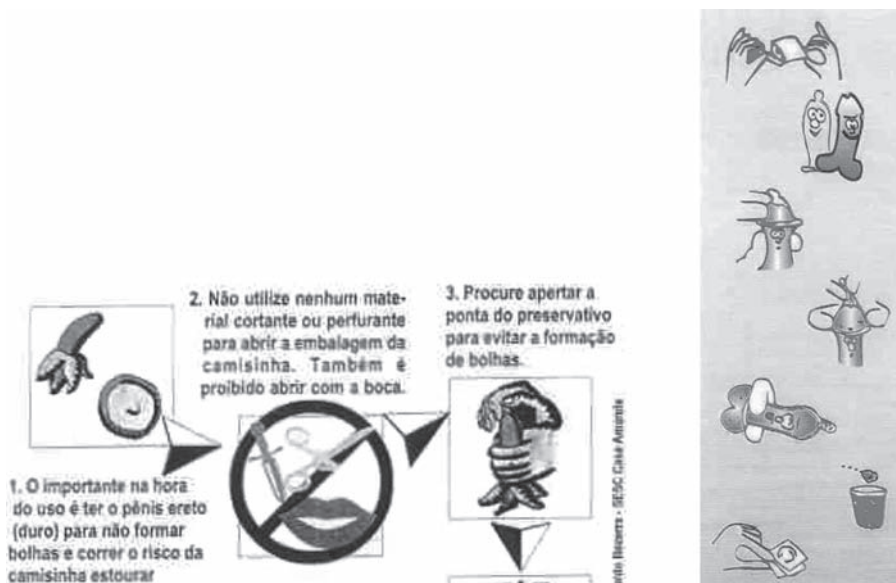 1. O importante na hora
do uso é ter o pênis ereto
(duro) para não formar
bolhas e correr o risco da
camisinha estourar
2. Não utilize nenhum mate-
rial cortante ou perfurante
para abrir a embalagem da
camisinha. Também é
proibido abrir com a boca.
3. Procure apertar a
ponta do preservativo
para evitar a formação
de bolhas.
SESC Casa Amarela